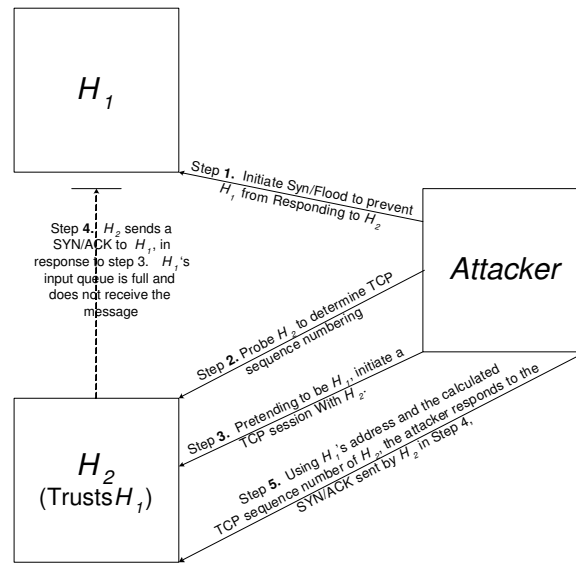 H1
Step 1. Initiate Syn/Flood to prevent
H1 from Responding to H2
Step 4. H2 sends a
SYN/ACK to H1, in
response to step 3. H1's
input queue is full and
does not receive the
message
Attacker
Step 2. Probe H2 to determine TCP
sequence numbering
Step 3. Pretending to be H1, initiate a
TCP session With H2.
H2
(Trusts H1)
Step 5. Using H1's address and the calculated
TCP sequence number of H2, the attacker responds to the
SYN/ACK sent by H2 in Step 4,